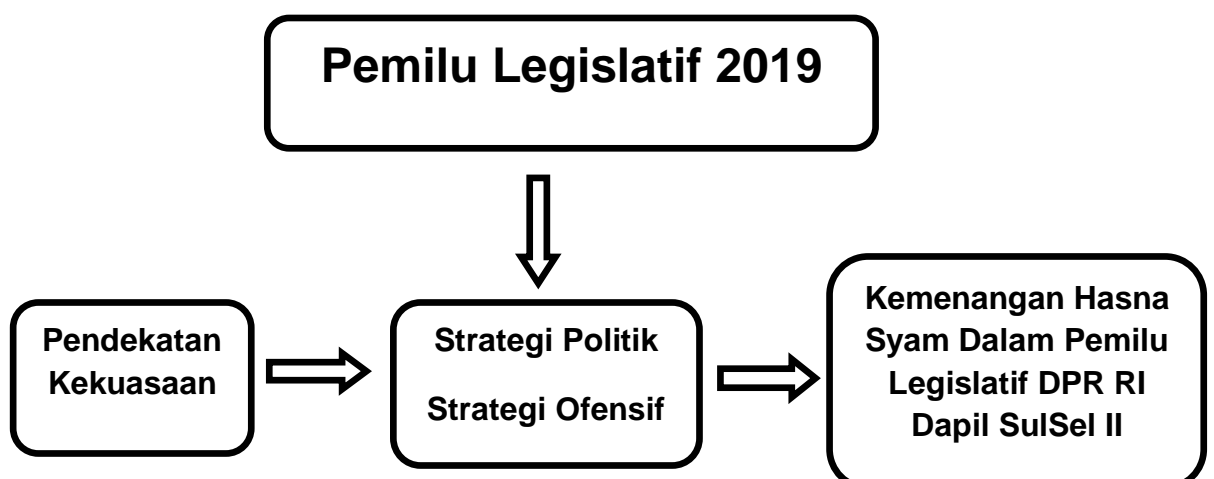 Pemilu Legislatif 2019
Pendekatan
Kekuasaan
Strategi Politik
Strategi Ofensif
Kemenangan Hasna
Syam Dalam Pemilu
Legislatif DPR RI
Dapil SulSel II